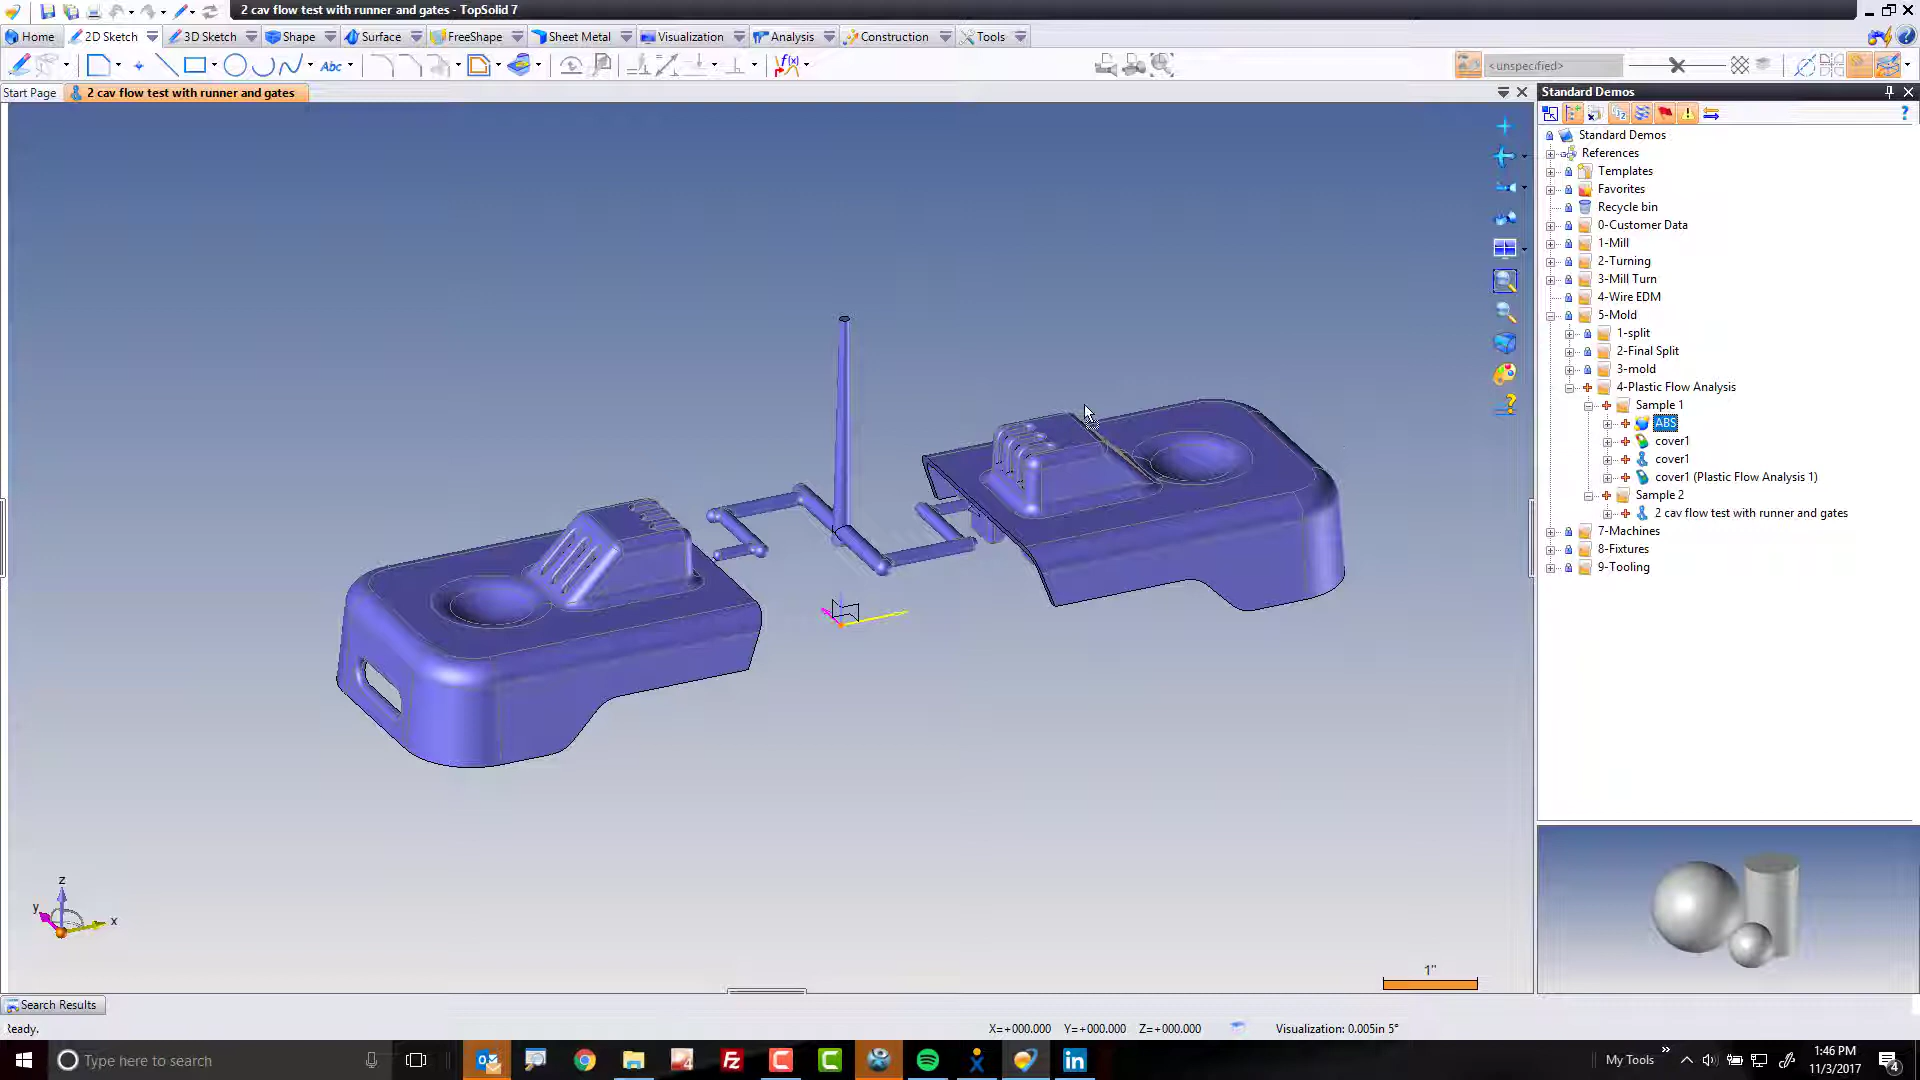 2 cav flow test with runner and gates - TopSolid 7
Home 2D Sketch 3D Sketch Shape Surface FreeShape Sheet Metal Visualization Analysis Construction Tools
Abc f(x) <unspecified>
Start Page 2 cav flow test with runner and gates
Standard Demos
Standard Demos
References
Templates
Favorites
Recycle bin
0-Customer Data
1-Mill
2-Turning
3-Mill Turn
4-Wire EDM
5-Mold
1-split
2-Final Split
3-mold
4-Plastic Flow Analysis
Sample 1
ABS
cover1
cover1
cover1 (Plastic Flow Analysis 1)
Sample 2
2 cav flow test with runner and gates
7-Machines
8-Fixtures
9-Tooling
z
y
x
1"
Search Results
Ready.
X=+000.000 Y=+000.000 Z=+000.000 Visualization: 0.005in 5°
Type here to search
My Tools
1:46 PM
11/3/2017
4